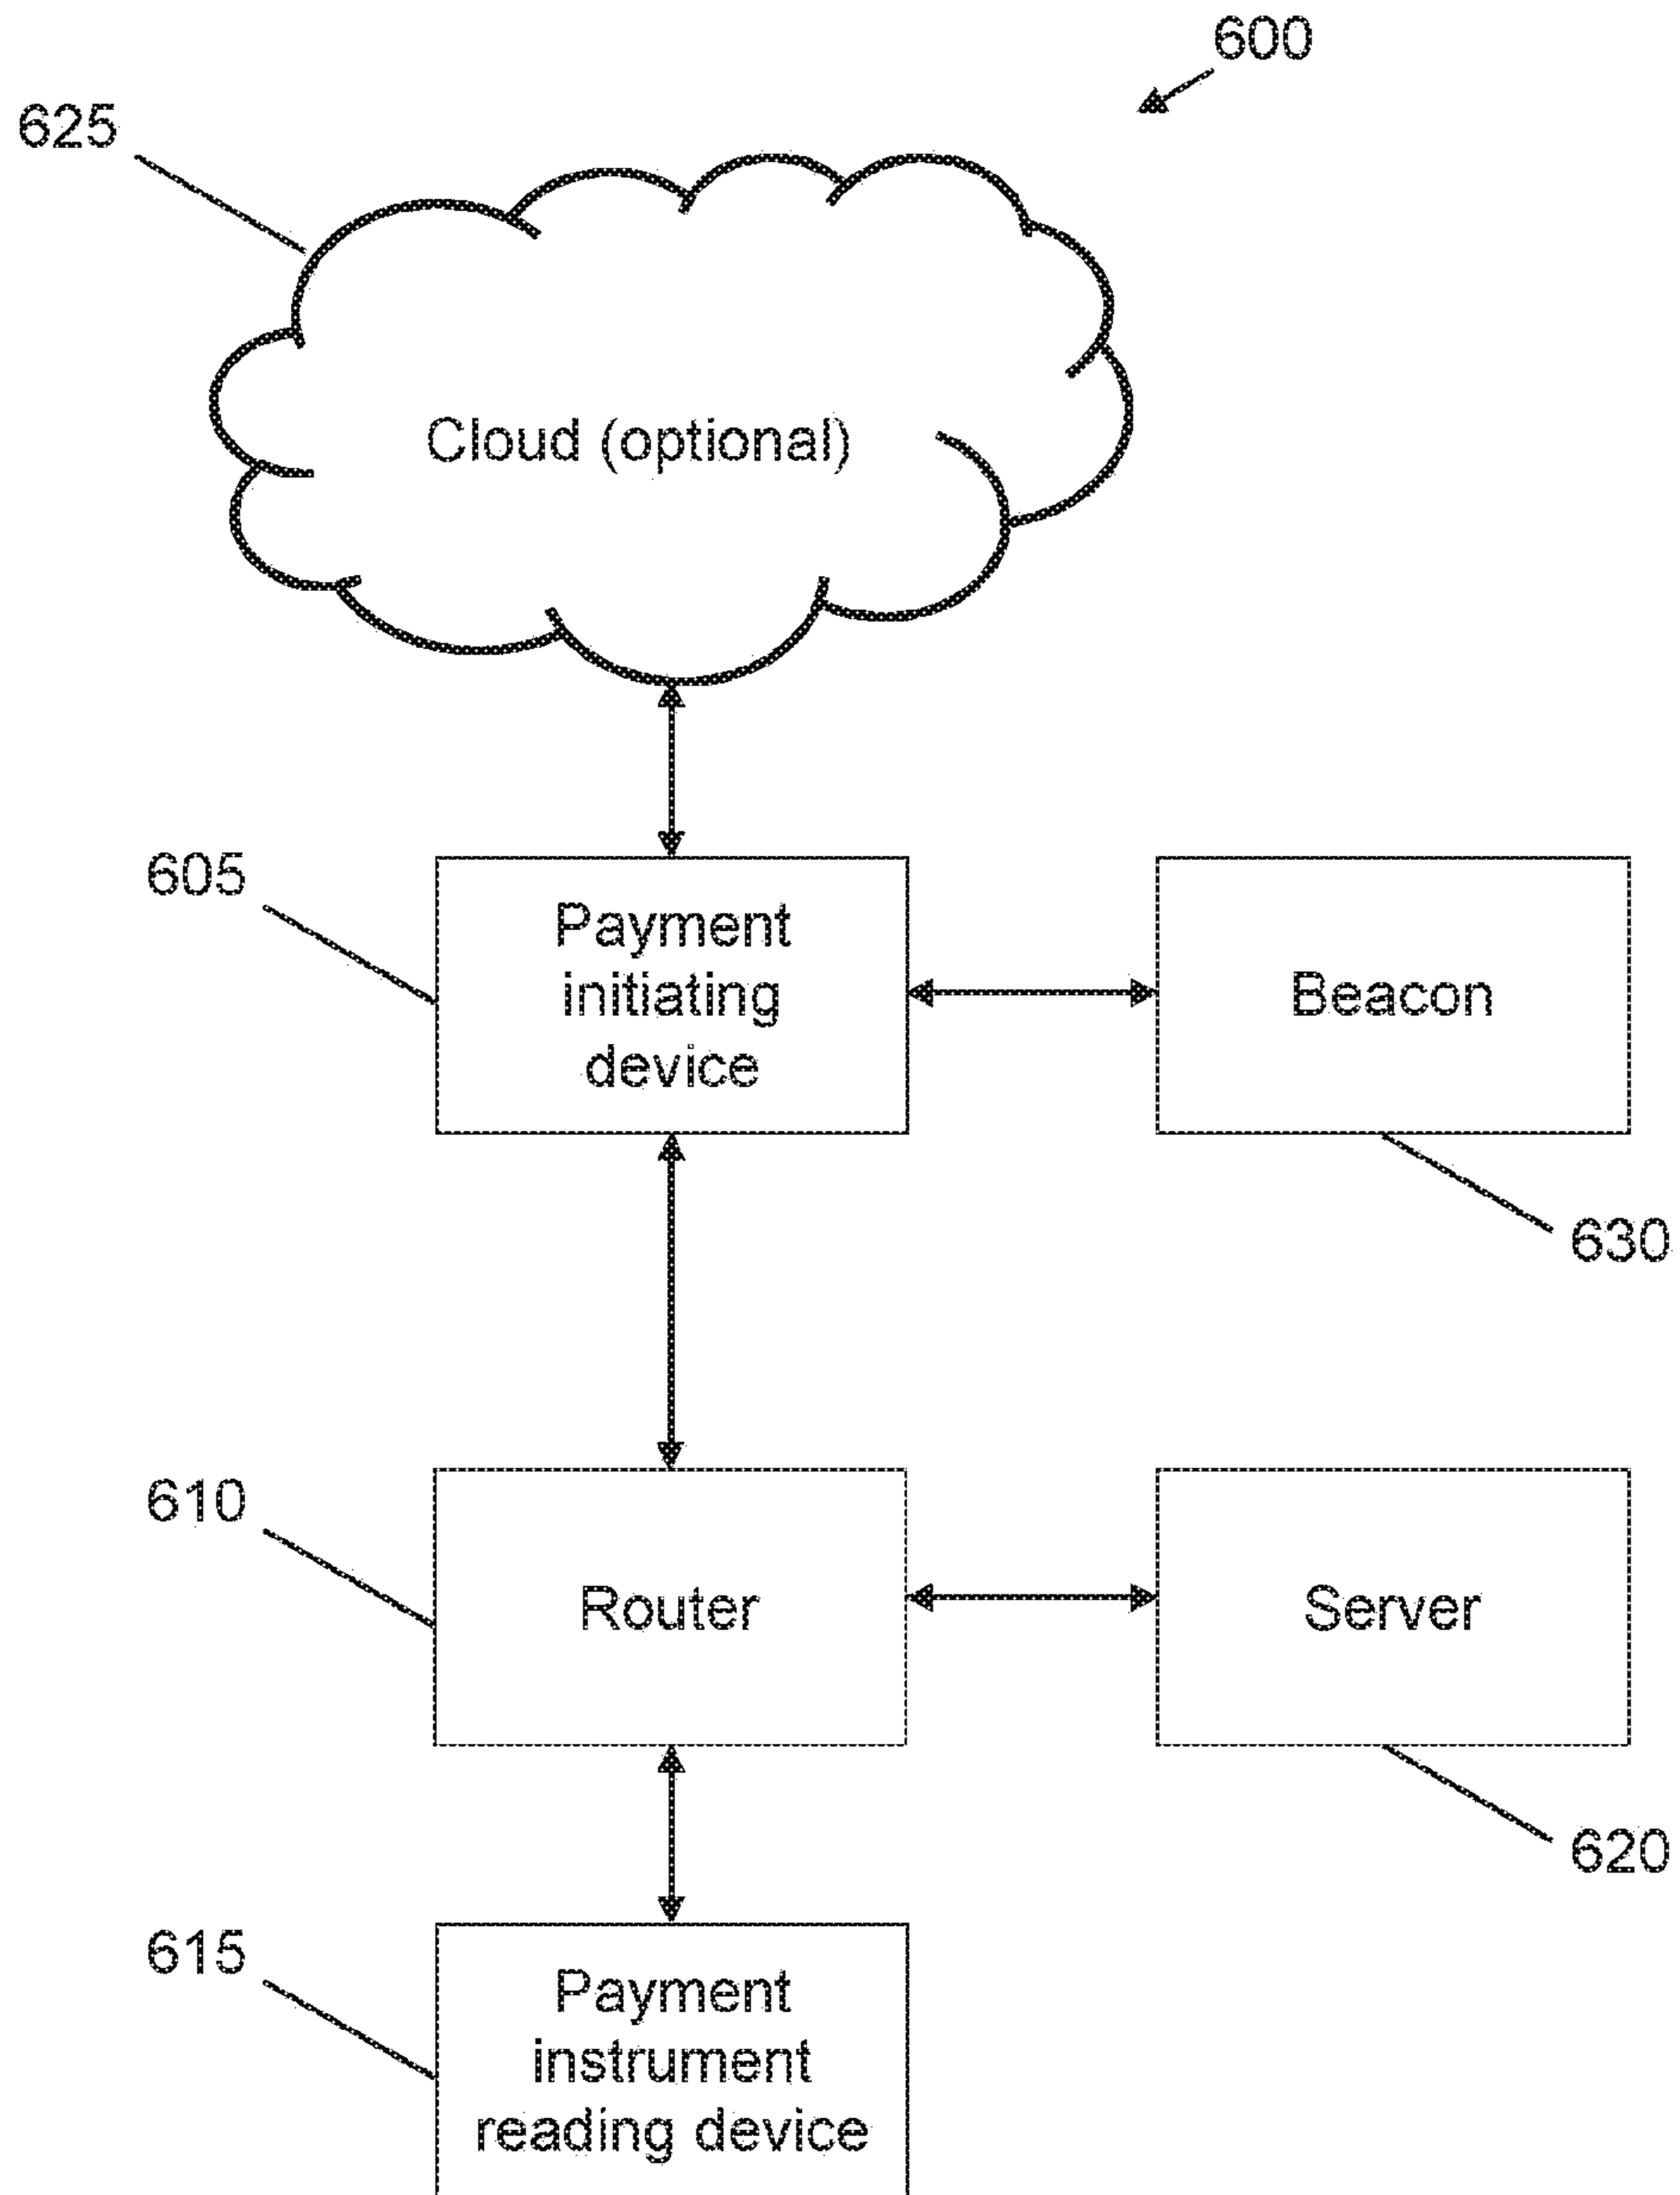 600
625
Cloud (optional)
605
Payment
initiating
device
Beacon
630
610
Router
Server
620
615
Payment
instrument
reading device